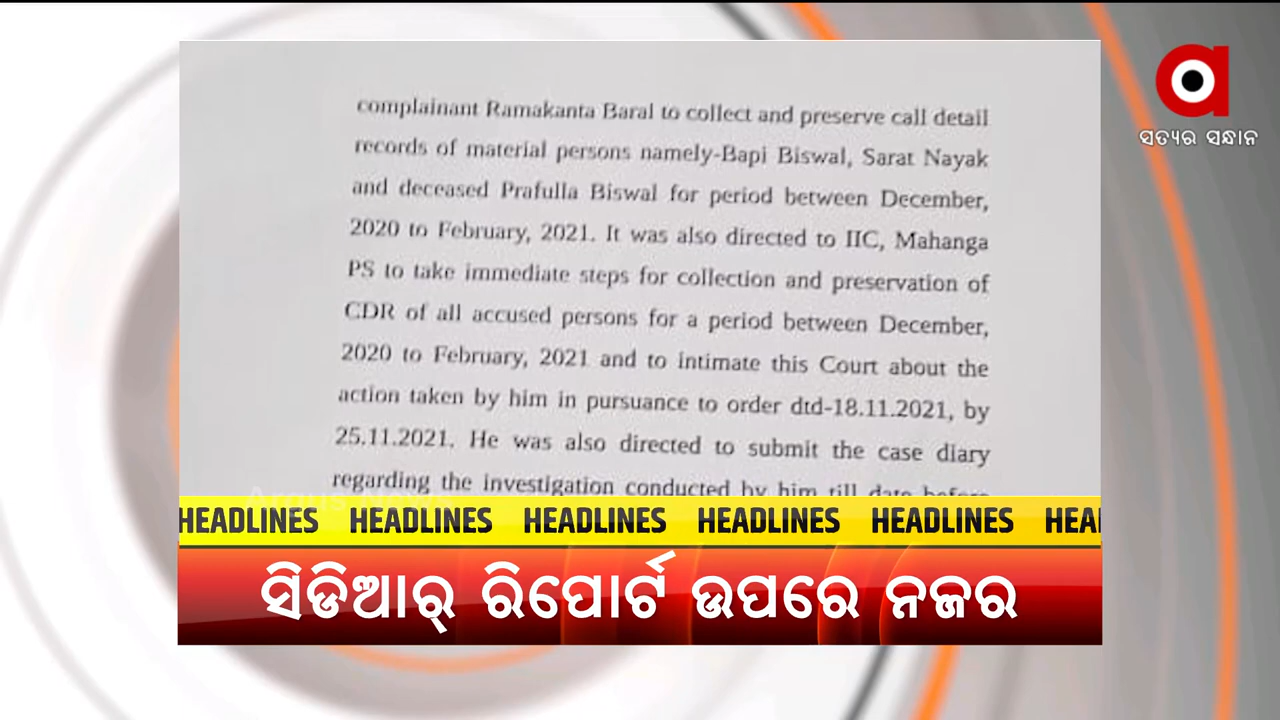 ସତ୍ୟର ସନ୍ଧାନ
complainant Ramakanta Baral to collect and preserve call detail
records of material persons namely-Bapi Biswal, Sarat Nayak
and deceased Prafulla Biswal for period between December,
2020 to February, 2021. It was also directed to IIC, Mahanga
PS to take immediate steps for collection and preservation of
CDR of all accused persons for a period between December,
2020 to February, 2021 and to intimate this Court about the
action taken by him in pursuance to order dtd-18.11.2021, by
25.11.2021. He was also directed to submit the case diary
regarding the investigation conducted by him till date before
Argus News
HEADLINES HEADLINES HEADLINES HEADLINES HEADLINES HEA
ସିଡିଆର୍ ରିପୋର୍ଟ ଉପରେ ନଜର